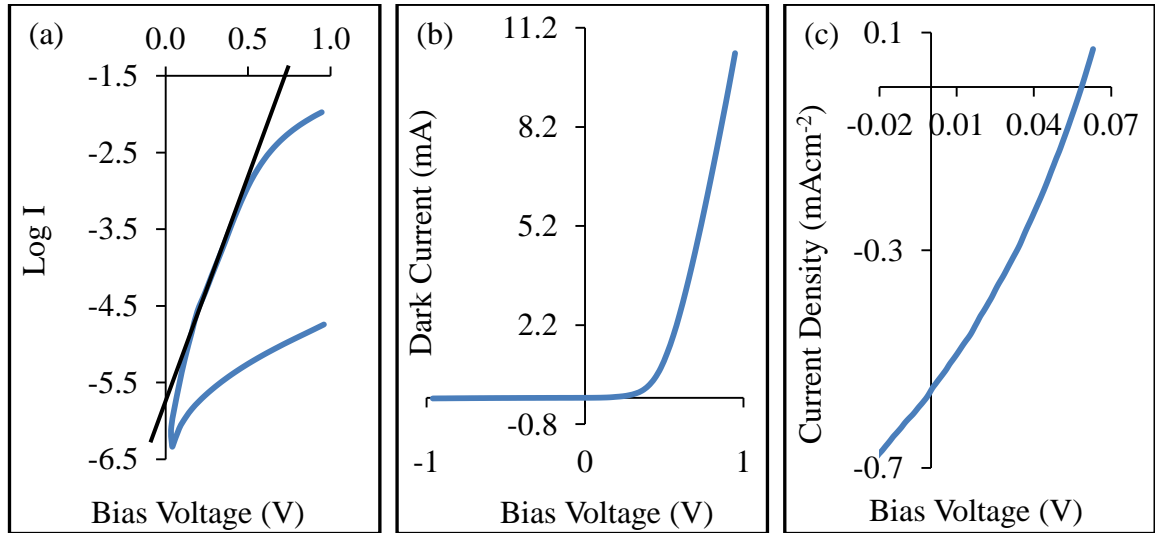 (a)
0.0 0.5 1.0
-1.5
-2.5
-3.5
-4.5
-5.5
-6.5
Log I
Bias Voltage (V)
(b)
11.2
8.2
5.2
2.2
-0.8
-1 0 1
Dark Current (mA)
Bias Voltage (V)
(c)
0.1
-0.02 0.01 0.04 0.07
-0.3
-0.7
Current Density (mAcm⁻²)
Bias Voltage (V)